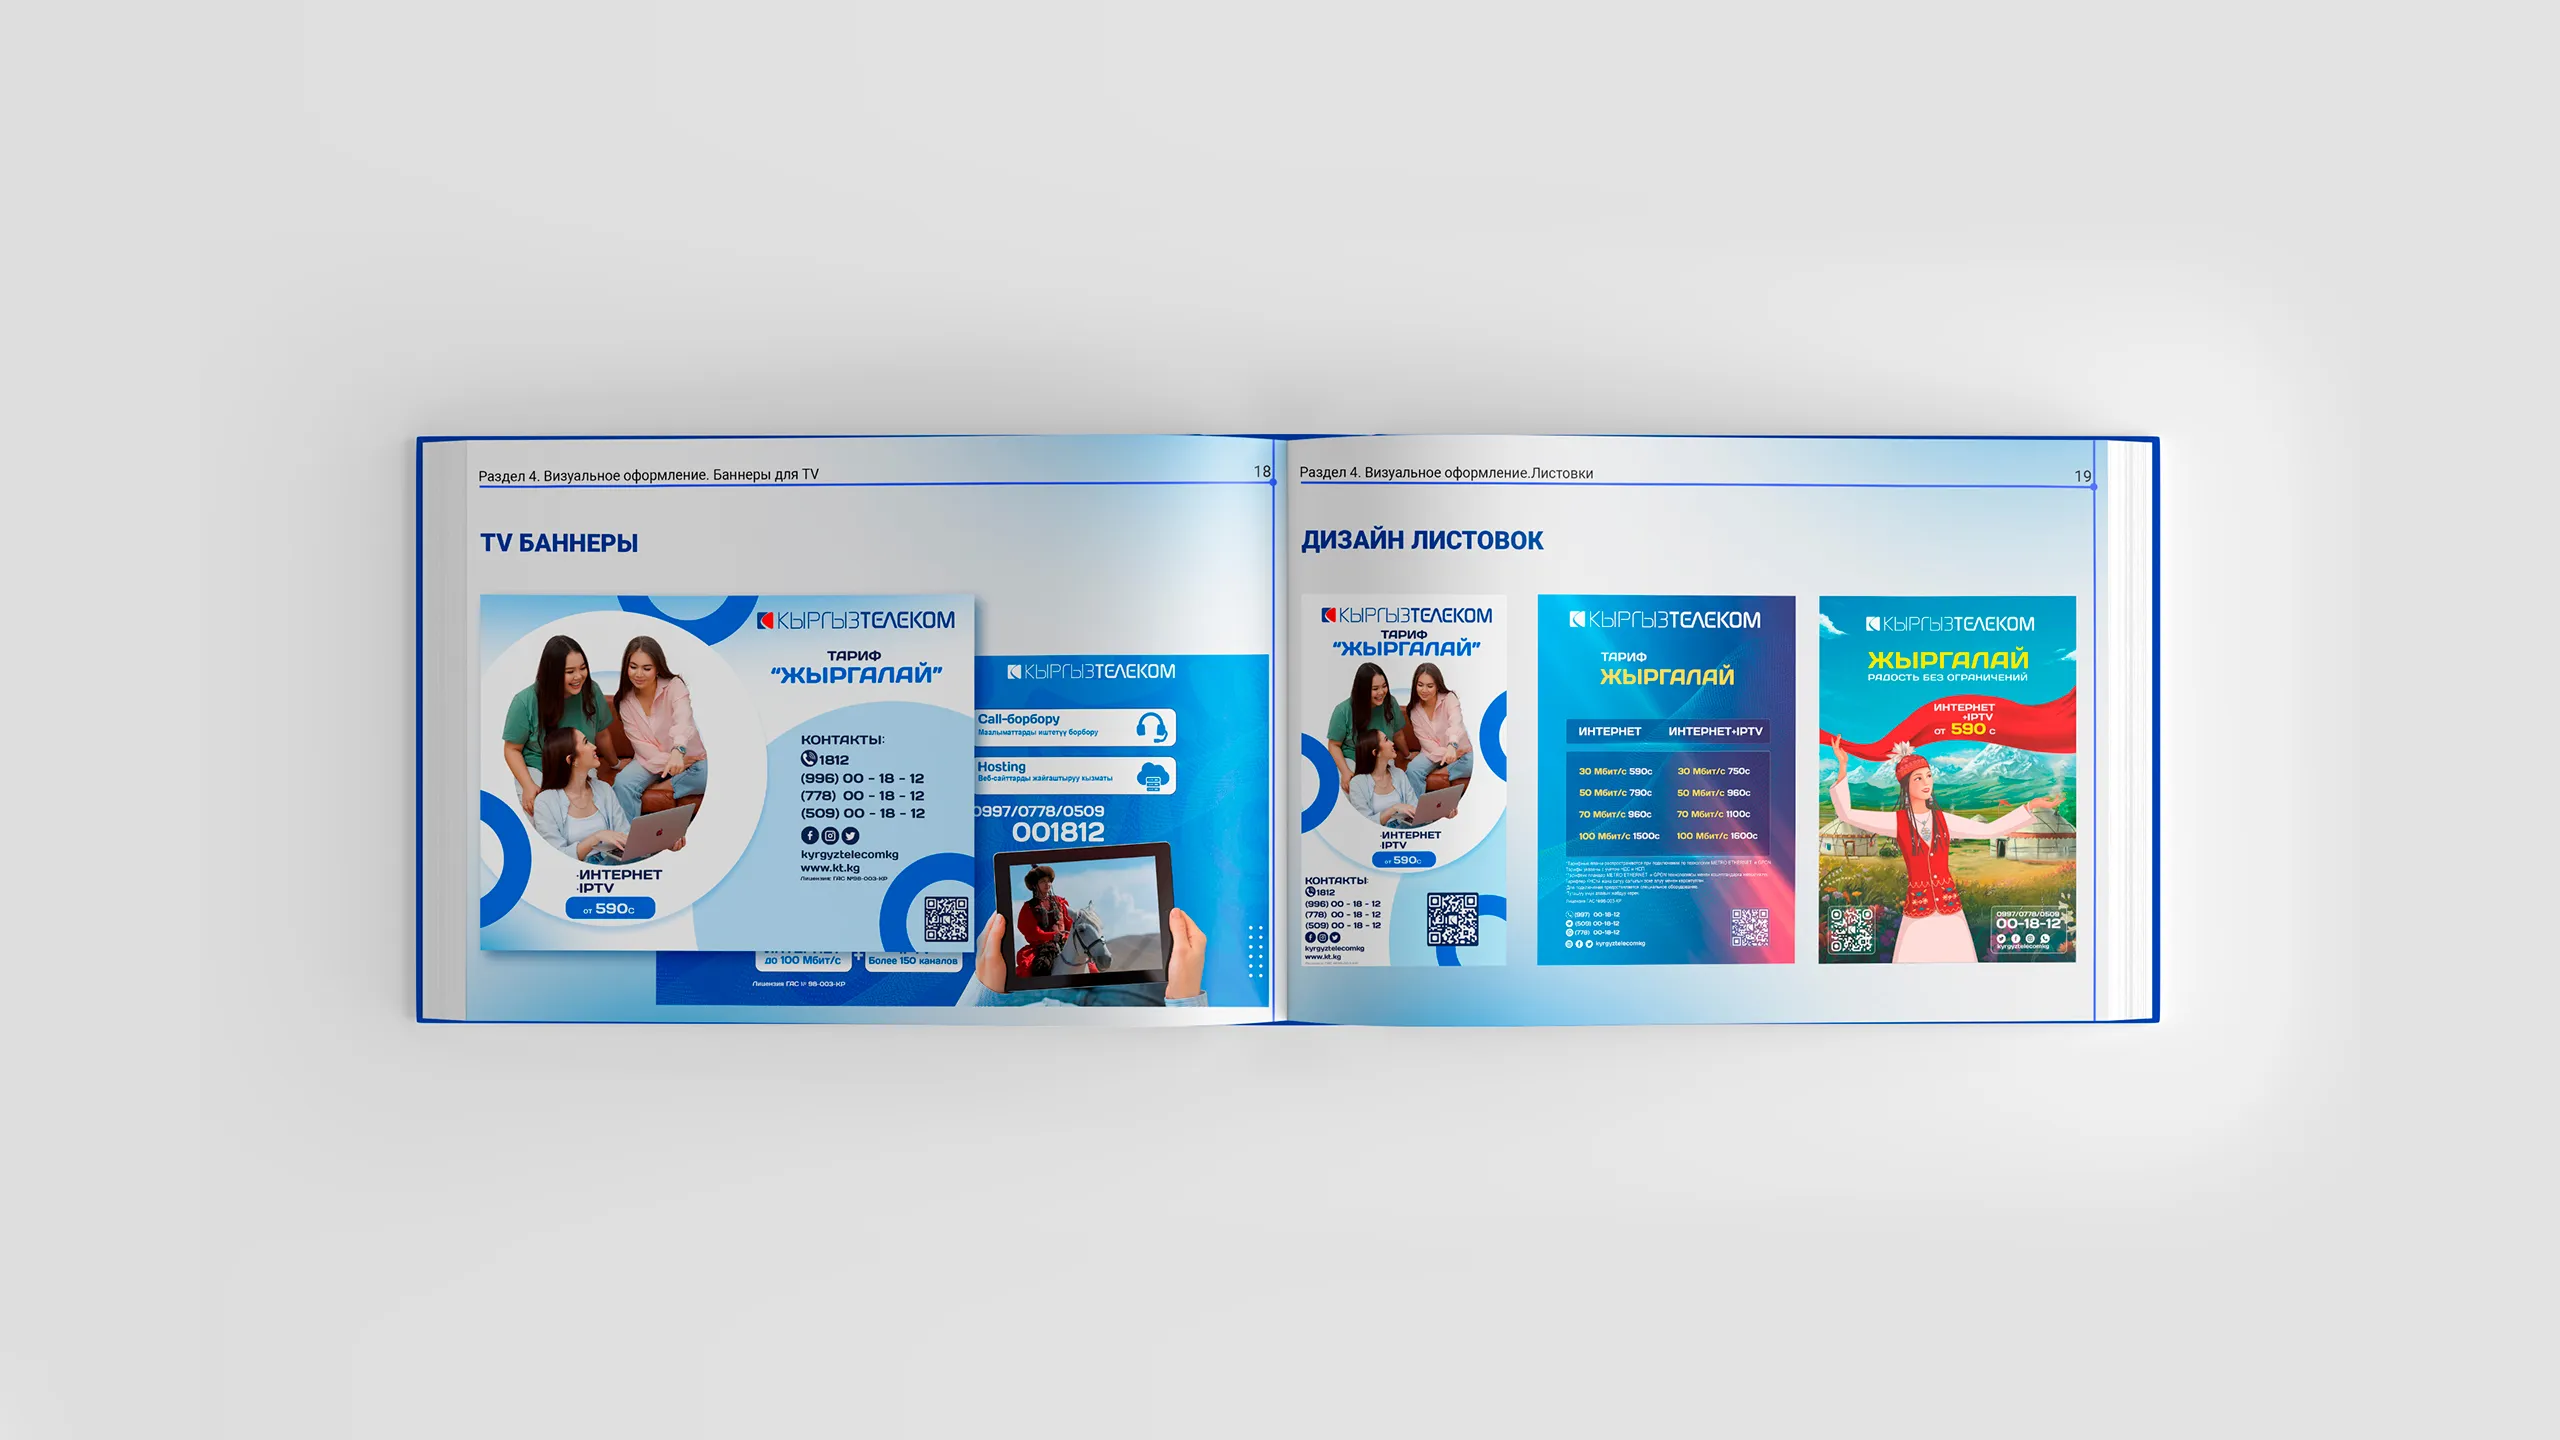 Раздел 4. Визуальное оформление. Баннеры для TV
18
TV БАННЕРЫ
КЫРГЫЗТЕЛЕКОМ
ТАРИФ
“ЖЫРГАЛАЙ”
КОНТАКТЫ:
1812
(996) 00 - 18 - 12
(778) 00 - 18 - 12
(509) 00 - 18 - 12
kyrgyztelecomkg
www.kt.kg
Лицензия: ГАС №98-003-КР
·ИНТЕРНЕТ
·IPTV
от 590с
КЫРГЫЗТЕЛЕКОМ
Call-борбору
Маалыматтарды иштетүү борбору
Hosting
Веб-сайттарды жайгаштыруу кызматы
0997/0778/0509
001812
до 100 Мбит/с
+
Более 150 каналов
Лицензия ГАС № 98-003-КР
Раздел 4. Визуальное оформление.Листовки
19
ДИЗАЙН ЛИСТОВОК
КЫРГЫЗТЕЛЕКОМ
ТАРИФ
“ЖЫРГАЛАЙ”
·ИНТЕРНЕТ
·IPTV
от 590с
КОНТАКТЫ:
1812
(996) 00 - 18 - 12
(778) 00 - 18 - 12
(509) 00 - 18 - 12
kyrgyztelecomkg
www.kt.kg
КЫРГЫЗТЕЛЕКОМ
ТАРИФ
ЖЫРГАЛАЙ
ИНТЕРНЕТ ИНТЕРНЕТ+IPTV
30 Мбит/с 590с 30 Мбит/с 750с
50 Мбит/с 790с 50 Мбит/с 960с
70 Мбит/с 960с 70 Мбит/с 1100с
100 Мбит/с 1500с 100 Мбит/с 1600с
(997) 00-18-12
(509) 00-18-12
(778) 00-18-12
kyrgyztelecomkg
КЫРГЫЗТЕЛЕКОМ
ЖЫРГАЛАЙ
РАДОСТЬ БЕЗ ОГРАНИЧЕНИЙ
ИНТЕРНЕТ
+IPTV
от 590 с
0997/0778/0509
00-18-12
kyrgyztelecomkg